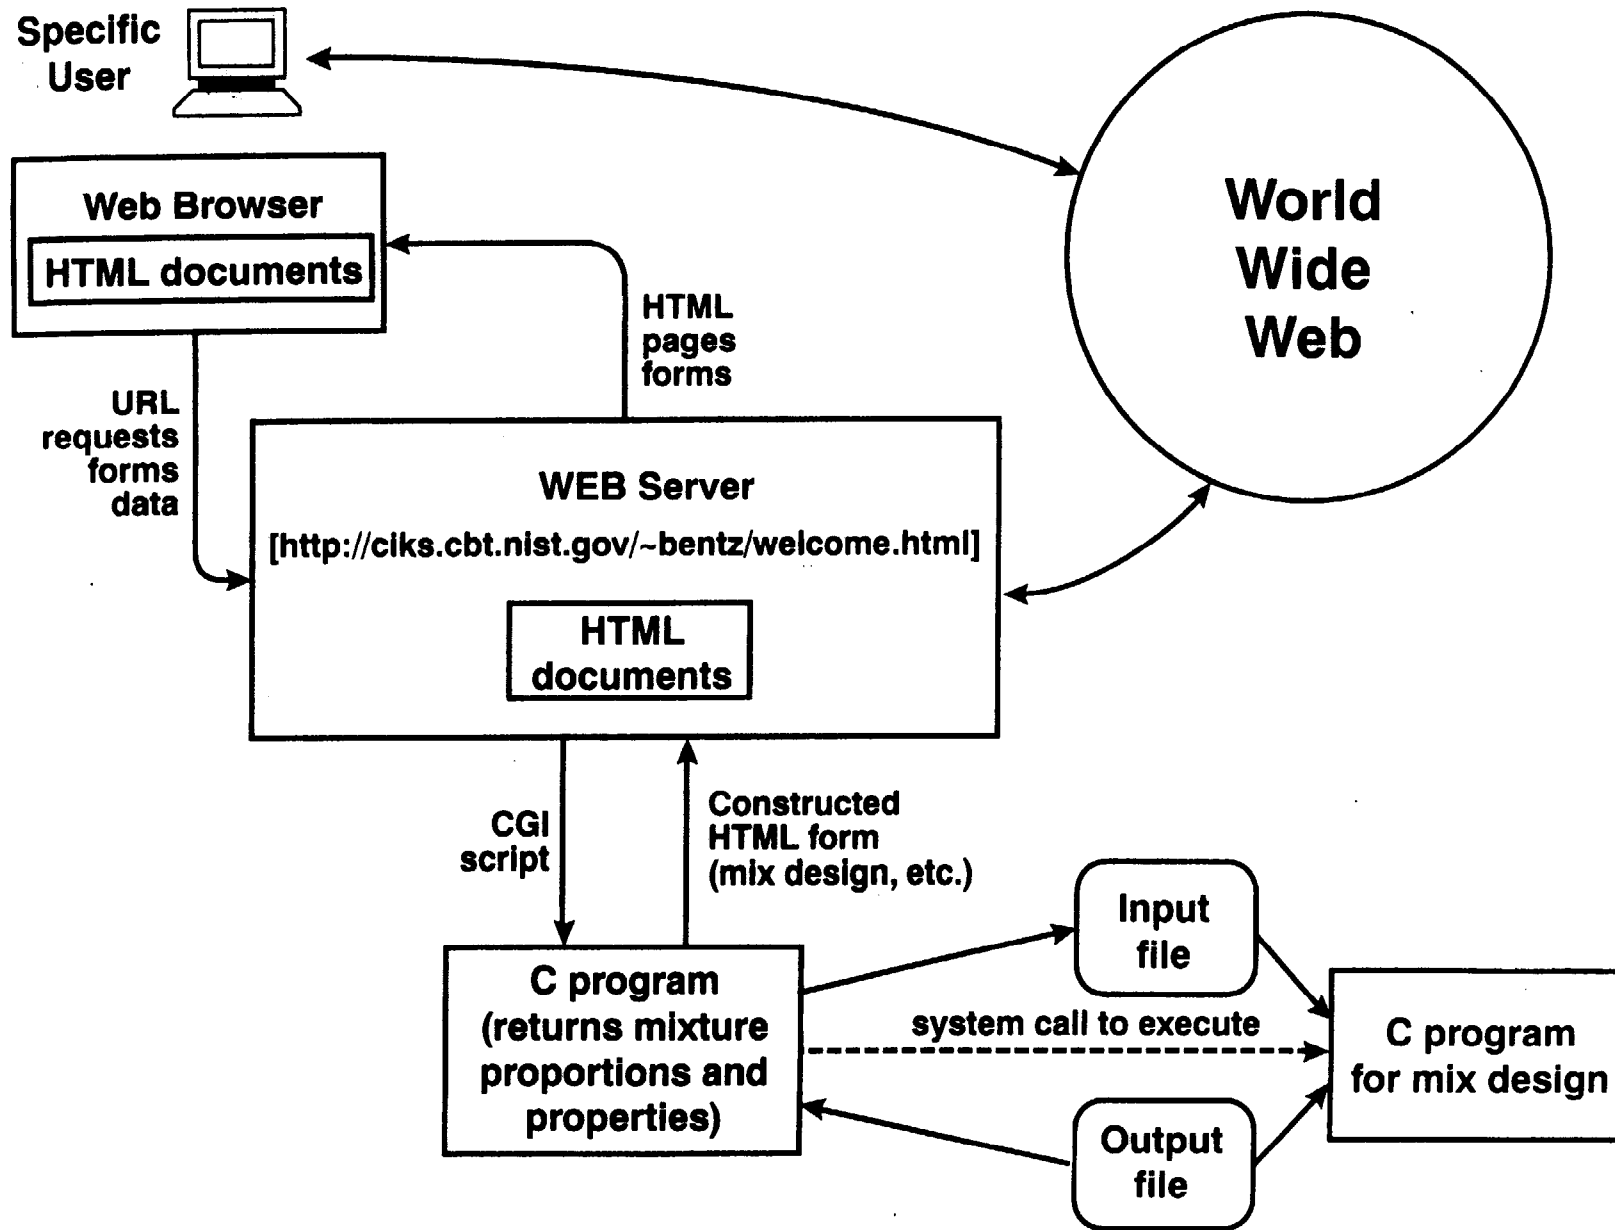 Specific
User
World
Wide
Web
Web Browser
HTML documents
HTML
pages
forms
URL
requests
forms
data
WEB Server
[http://ciks.cbt.nist.gov/~bentz/welcome.html]
HTML
documents
CGI
script
Constructed
HTML form
(mix design, etc.)
C program
(returns mixture
proportions and
properties)
Input
file
system call to execute
C program
for mix design
Output
file